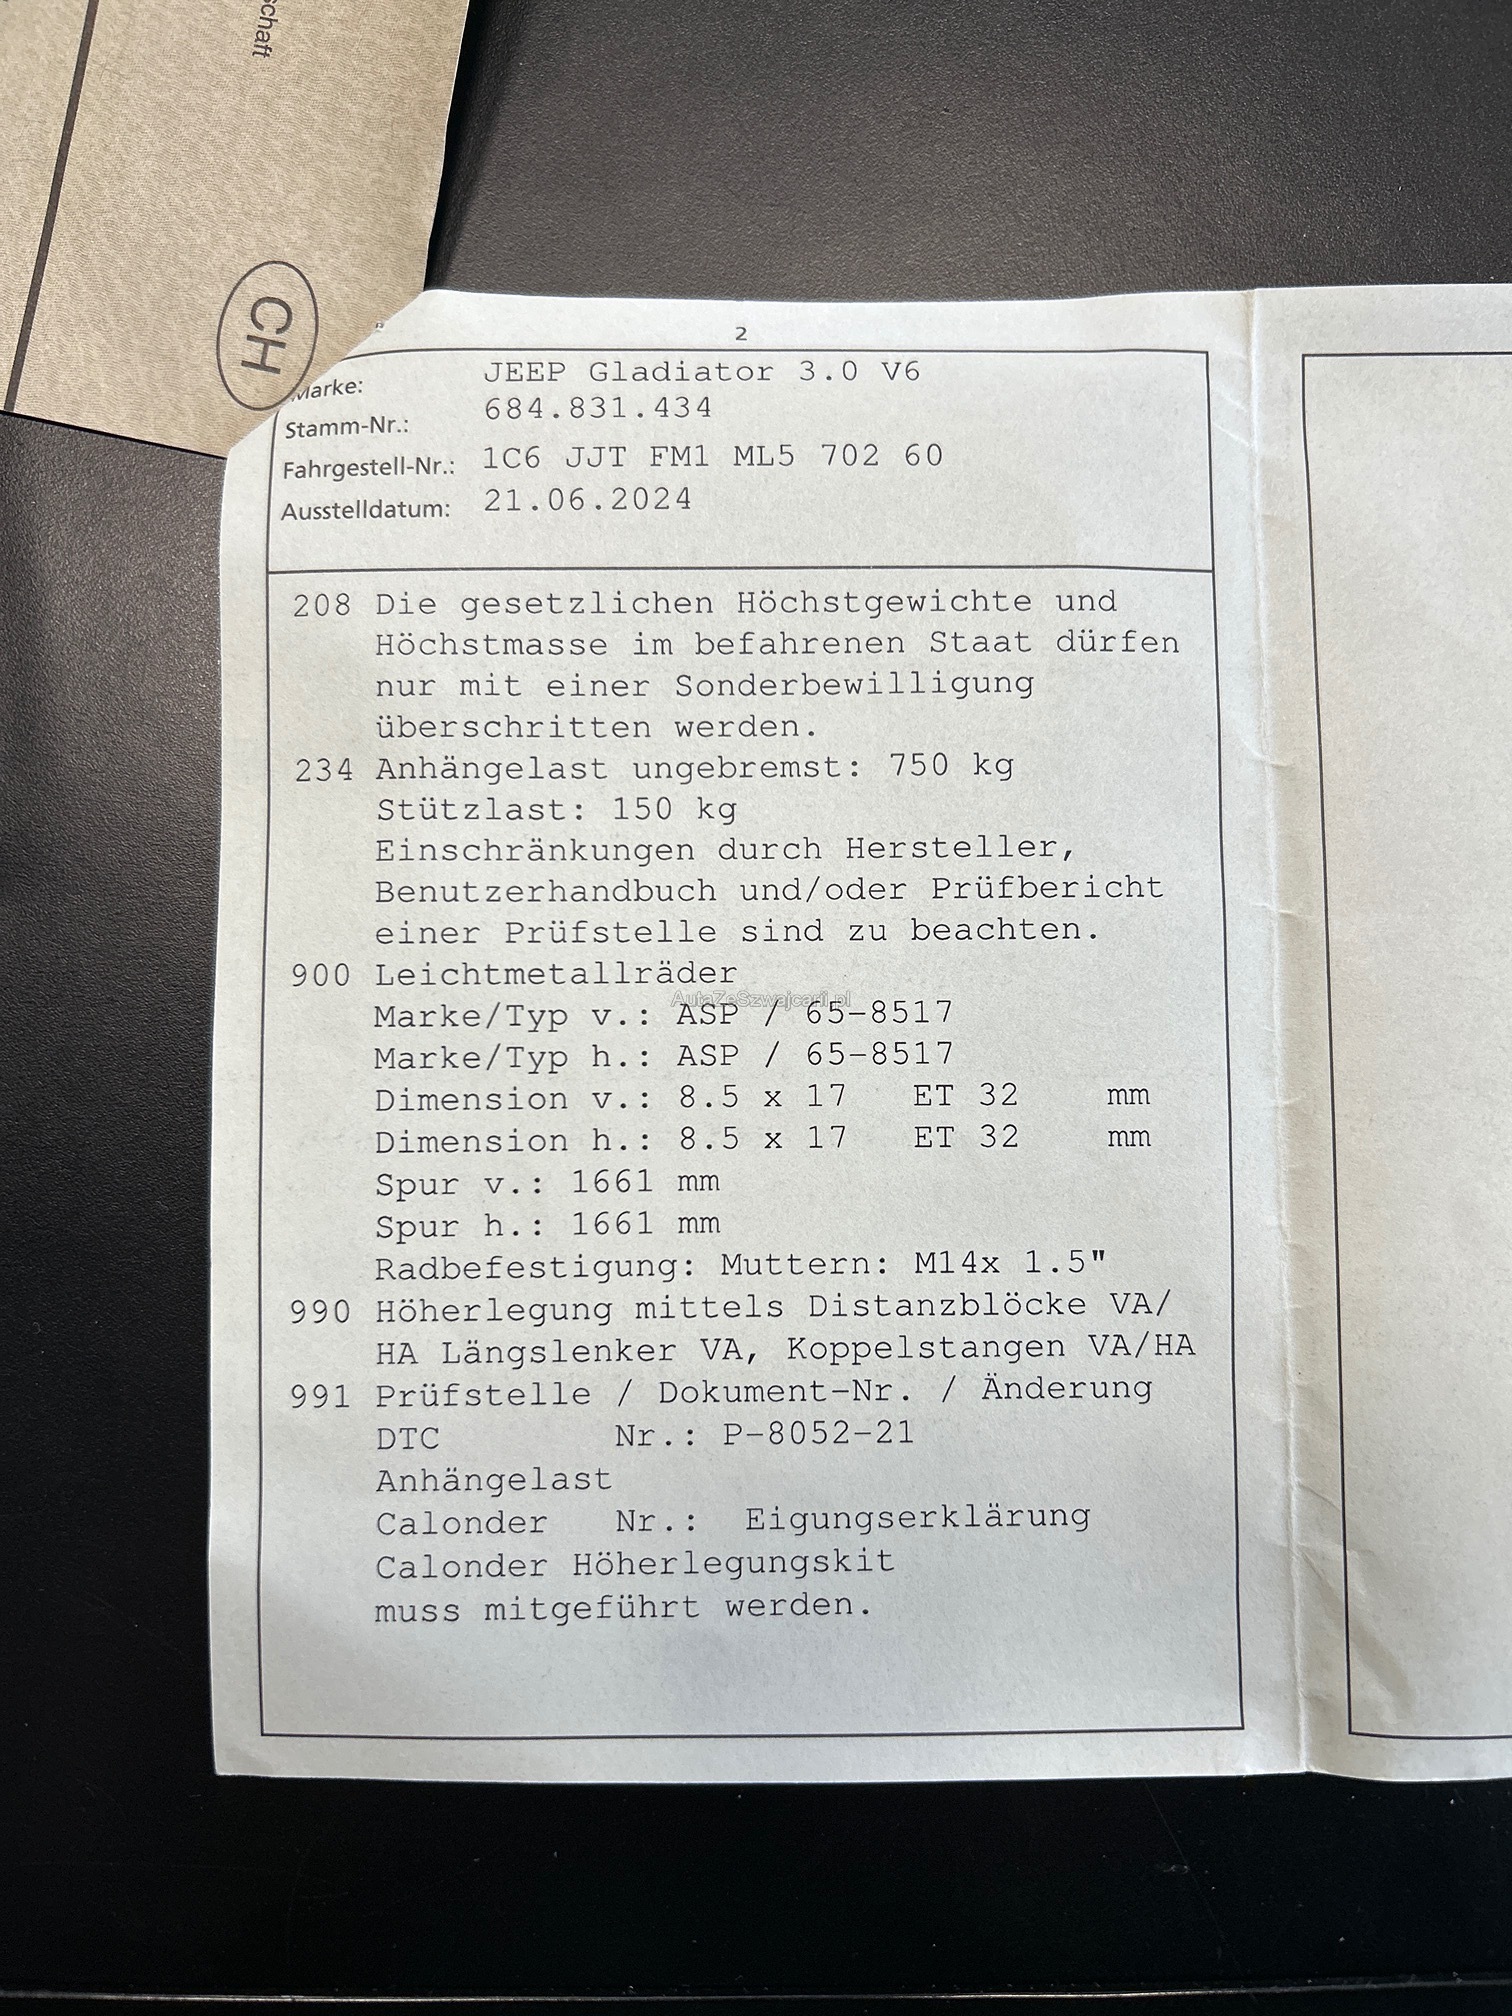 schaft
CH
2
Marke: JEEP Gladiator 3.0 V6
Stamm-Nr.: 684.831.434
Fahrgestell-Nr.: 1C6 JJT FM1 ML5 702 60
Ausstelldatum: 21.06.2024
208 Die gesetzlichen Höchstgewichte und
Höchstmasse im befahrenen Staat dürfen
nur mit einer Sonderbewilligung
überschritten werden.
234 Anhängelast ungebremst: 750 kg
Stützlast: 150 kg
Einschränkungen durch Hersteller,
Benutzerhandbuch und/oder Prüfbericht
einer Prüfstelle sind zu beachten.
900 Leichtmetallräder
AutaZeSzwajcarii.pl
Marke/Typ v.: ASP / 65-8517
Marke/Typ h.: ASP / 65-8517
Dimension v.: 8.5 x 17 ET 32 mm
Dimension h.: 8.5 x 17 ET 32 mm
Spur v.: 1661 mm
Spur h.: 1661 mm
Radbefestigung: Muttern: M14x 1.5"
990 Höherlegung mittels Distanzblöcke VA/
HA Längslenker VA, Koppelstangen VA/HA
991 Prüfstelle / Dokument-Nr. / Änderung
DTC Nr.: P-8052-21
Anhängelast
Calonder Nr.: Eigungserklärung
Calonder Höherlegungskit
muss mitgeführt werden.